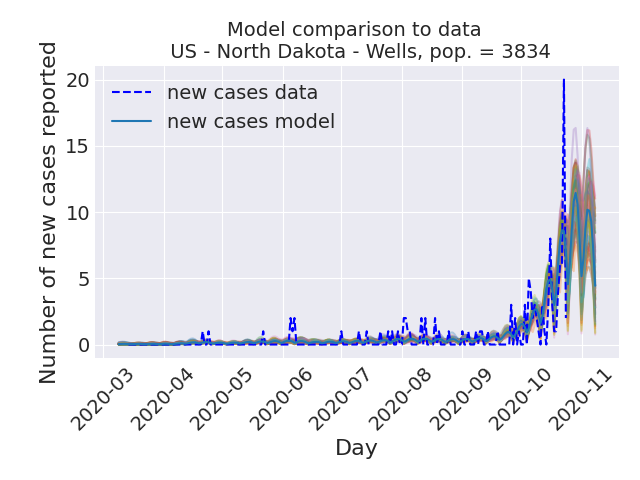 Model comparison to data
US - North Dakota - Wells, pop. = 3834
Number of new cases reported
20
15
10
5
0
new cases data
new cases model
2020-03
2020-04
2020-05
2020-06
2020-07
2020-08
2020-09
2020-10
2020-11
Day